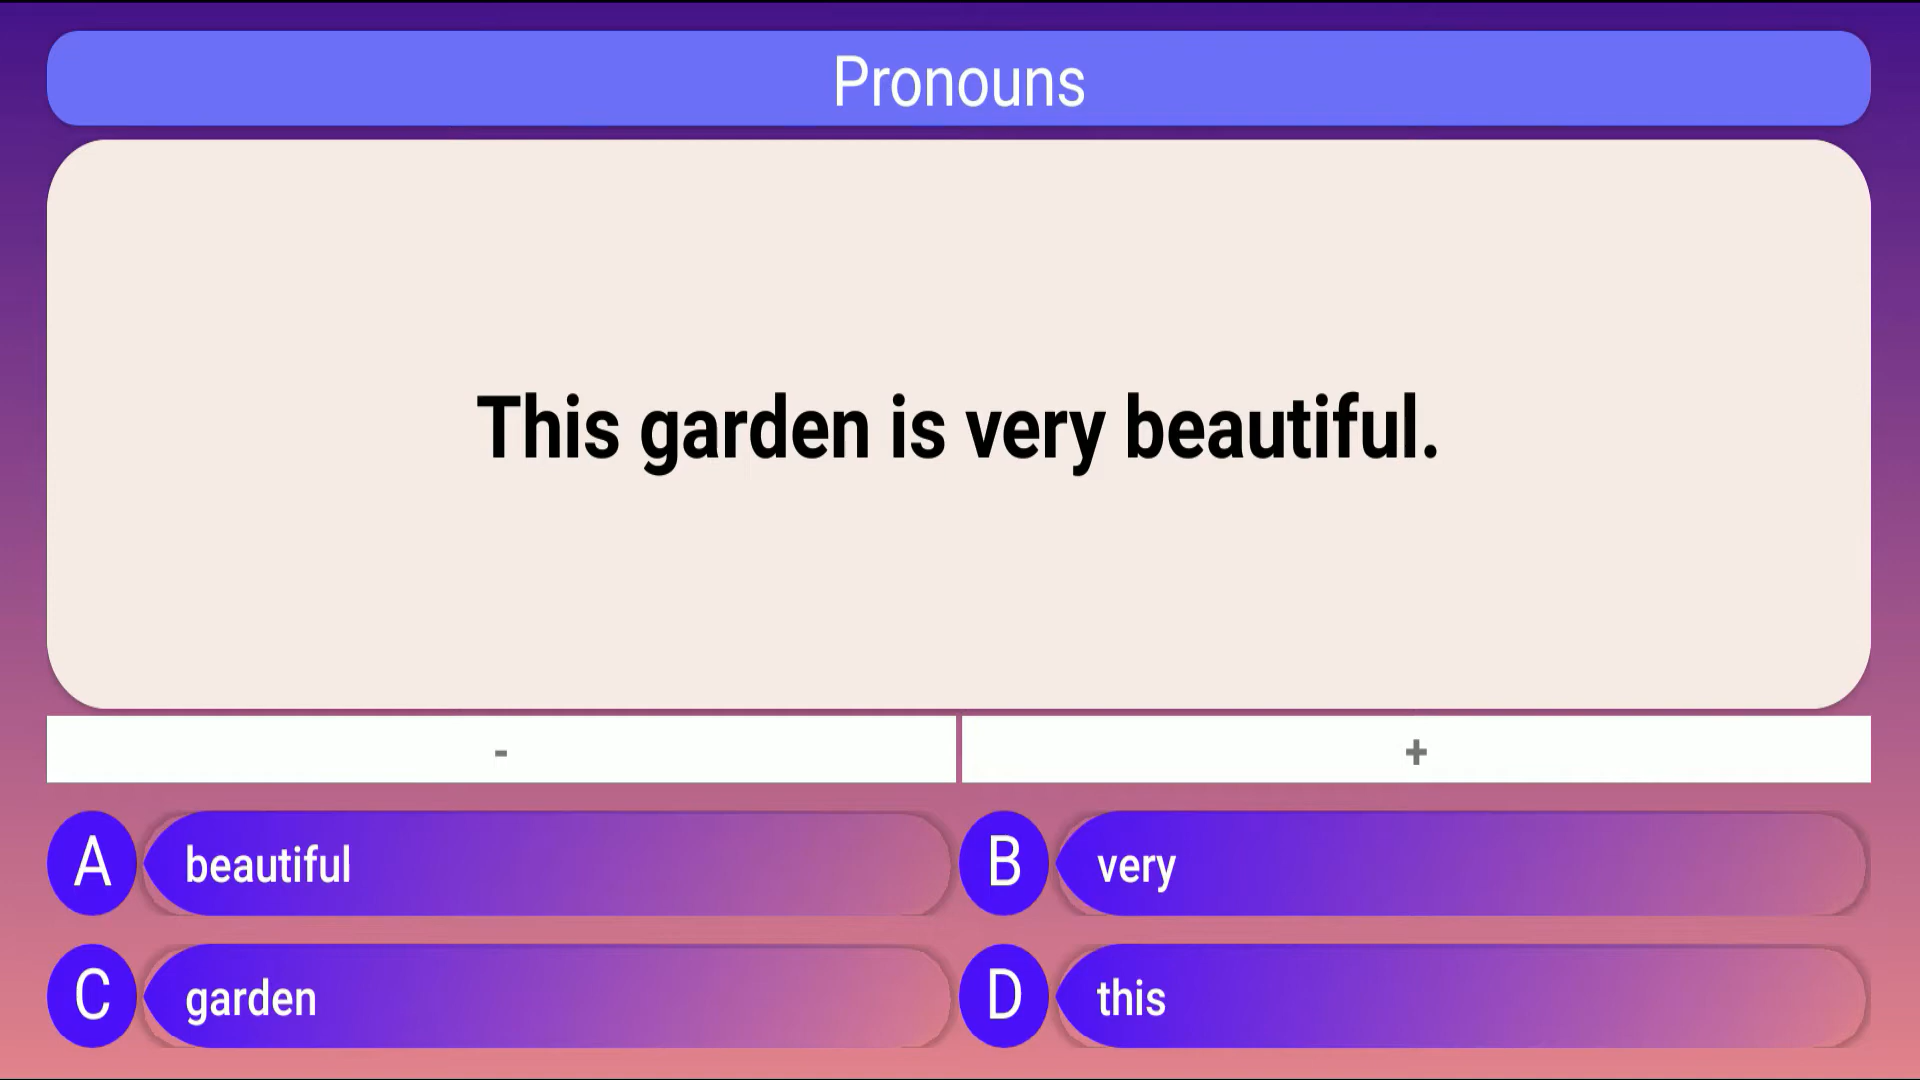 Pronouns
This garden is very beautiful.
- +
A beautiful
B very
C garden
D this